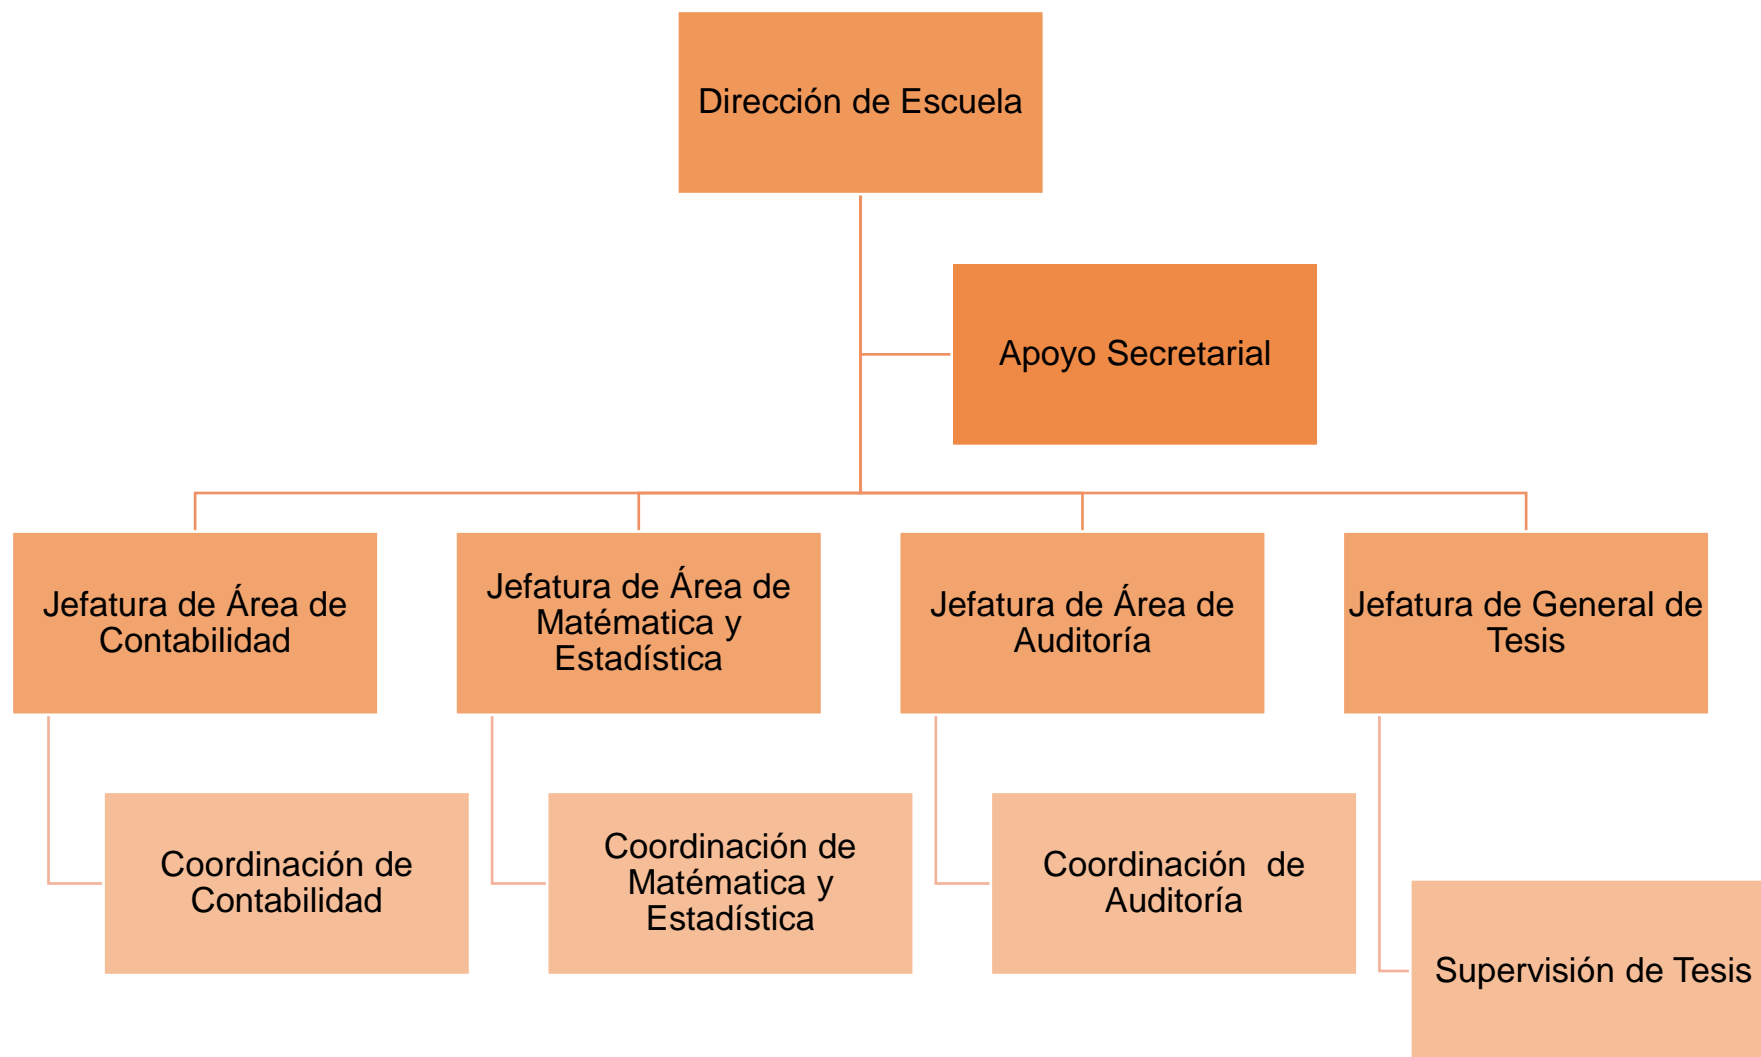 Dirección de Escuela
Apoyo Secretarial
Jefatura de Área de
Contabilidad
Jefatura de Área de
Matématica y
Estadística
Jefatura de Área de
Auditoría
Jefatura de General de
Tesis
Coordinación de
Contabilidad
Coordinación de
Matématica y
Estadística
Coordinación  de
Auditoría
Supervisión de Tesis